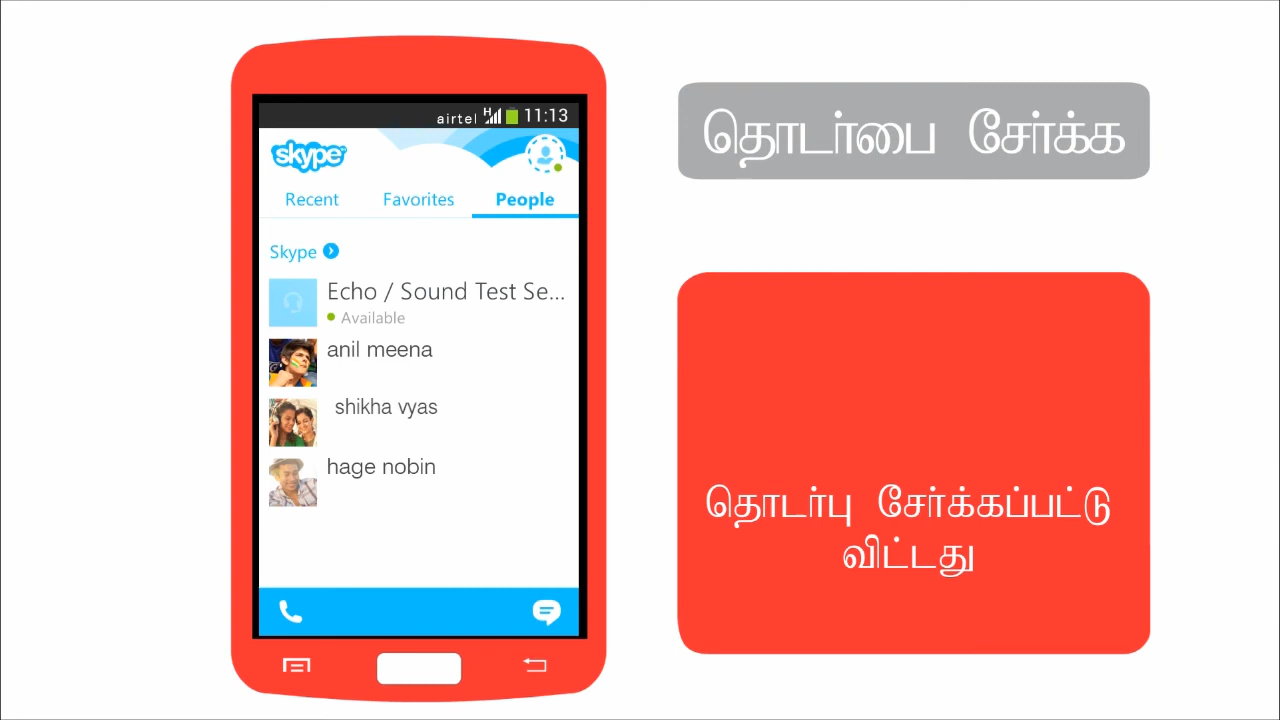 airtel H 11:13
skype
Recent Favorites People
Skype
Echo / Sound Test Se...
Available
anil meena
shikha vyas
hage nobin
தொடர்பை சேர்க்க
தொடர்பு சேர்க்கப்பட்டு
விட்டது